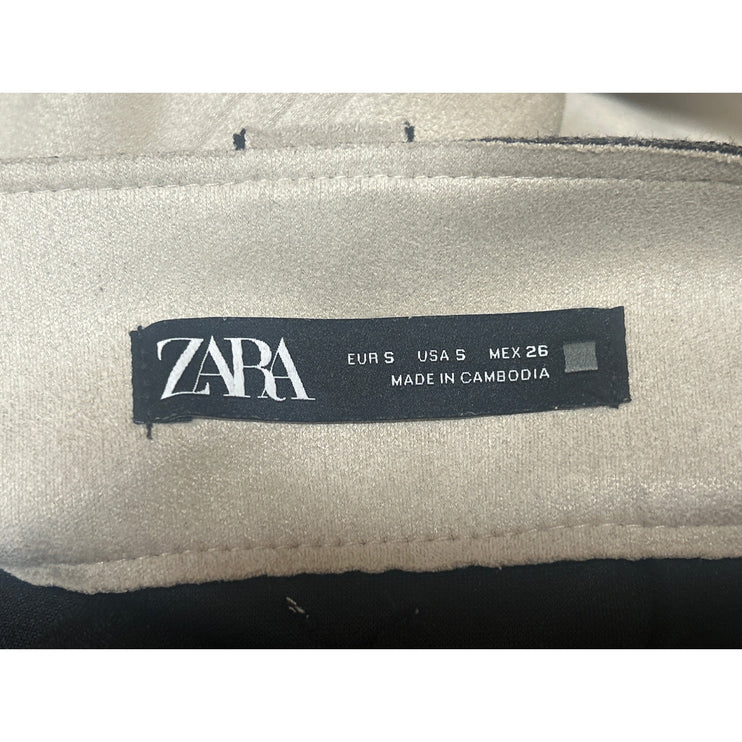 ZARA
EUR S USA S MEX 26
MADE IN CAMBODIA